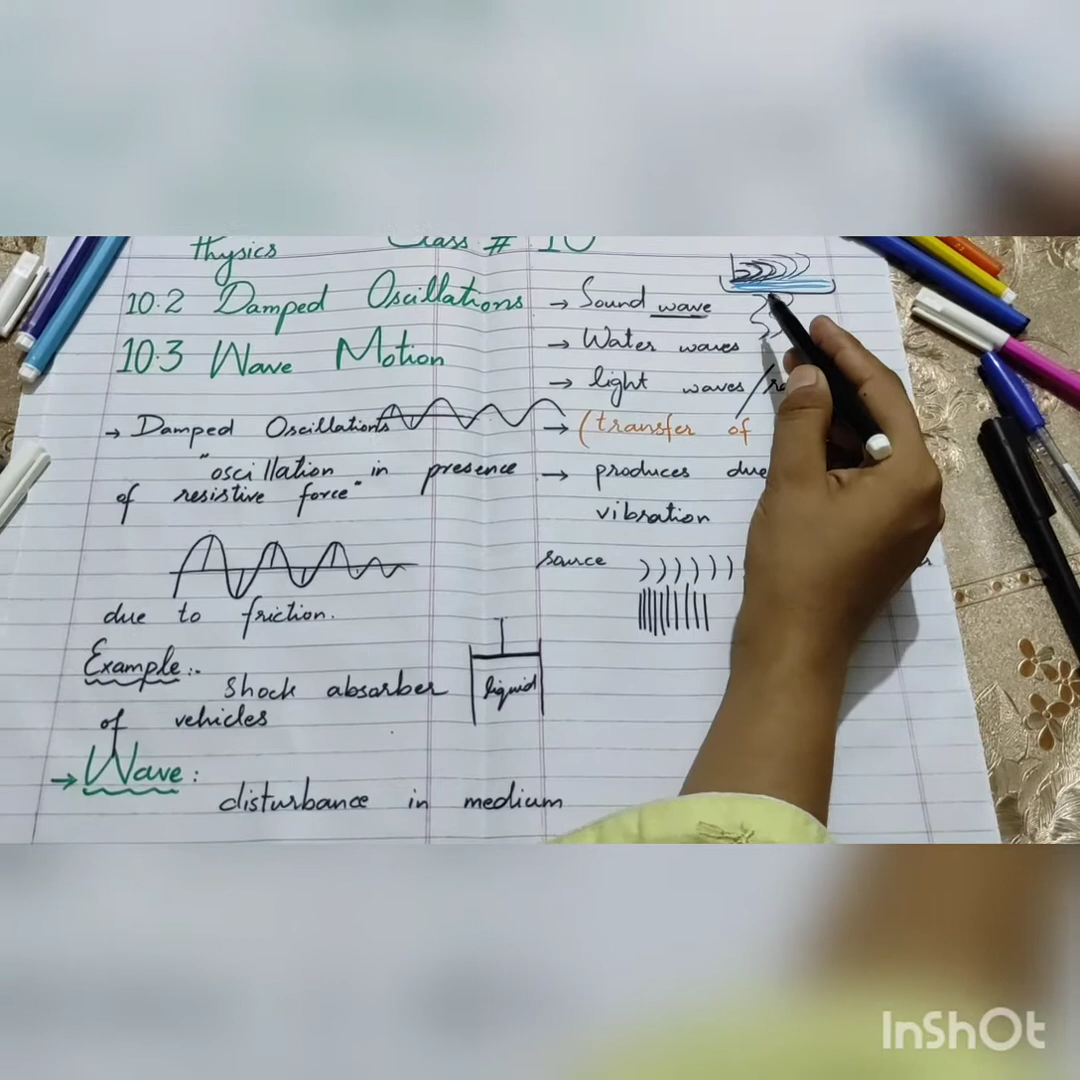 Physics Class # 10
10.2 Damped Oscillations
10.3 Wave Motion
→ Damped Oscillations
"oscillation in presence
of resistive force"
due to friction.
Example:-
Shock absorber
of vehicles
liquid
→ Wave:
disturbance in medium
→ Sound wave
→ Water waves
→ light waves /
→ (transfer of
→ produces due
vibration
source
InShOt